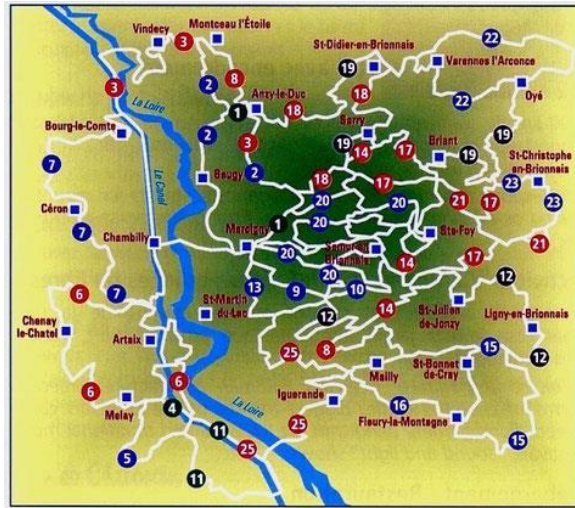 Montceau l'Étoile
Vindecy
3
22
St-Didier-en-Brionnais
Varennes l'Arconce
19
8
3
2
La Loire
Oyé
1
Anzy-le-Duc
18
18
22
Sarry
Bourg-le-Comte
2
3
19
14
17
Briant
19
19
St-Christophe
en-Brionnais
7
Le Canal
Baugy
2
18
17
23
20
21
17
23
Céron
20
20
7
Chambilly
Marcigny
1
Ste-Foy
21
20
Semur-en
Brionnais
14
17
12
20
6
7
13
9
10
St-Martin
du-Lac
12
14
St-Julien
de-Jonzy
Ligny-en-Brionnais
Chenay
le-Chatel
Artaix
25
8
15
12
Mailly
St-Bonnet
de-Cray
6
6
Melay
4
La Loire
Iguerande
16
Fleury-la-Montagne
11
25
25
15
5
11